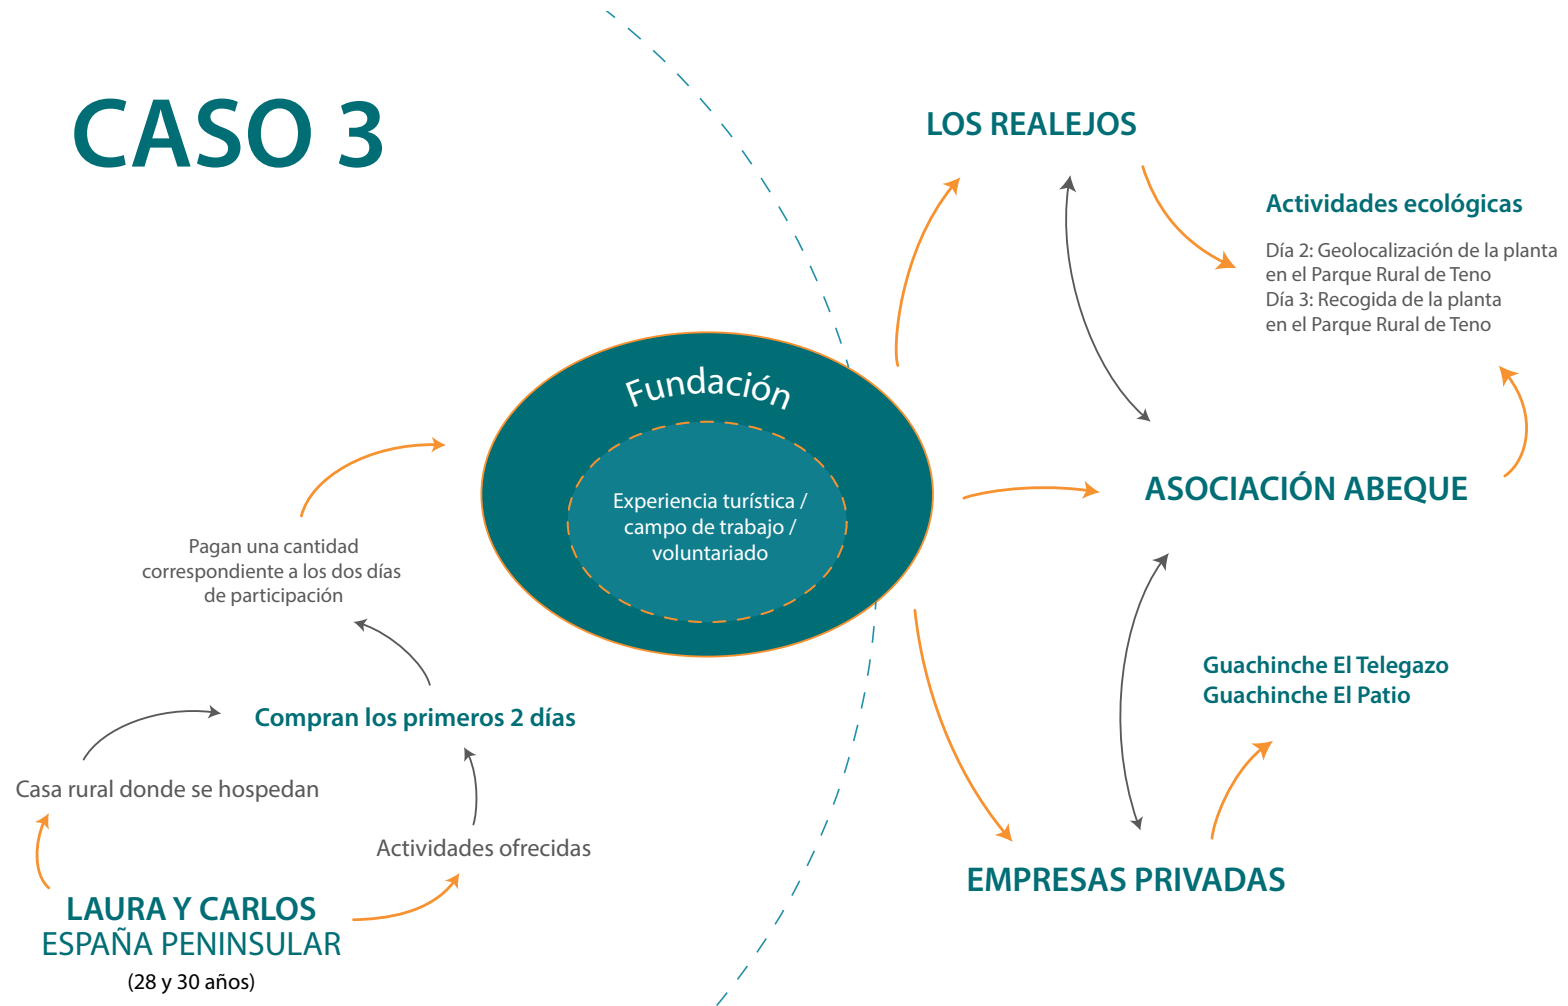 CASO 3
LOS REALEJOS
Actividades ecológicas
Día 2: Geolocalización de la planta
en el Parque Rural de Teno
Día 3: Recogida de la planta
en el Parque Rural de Teno
Fundación
Experiencia turística /
campo de trabajo /
voluntariado
ASOCIACIÓN ABEQUE
Pagan una cantidad
correspondiente a los dos días
de participación
Guachinche El Telegazo
Guachinche El Patio
Compran los primeros 2 días
Casa rural donde se hospedan
Actividades ofrecidas
EMPRESAS PRIVADAS
LAURA Y CARLOS
ESPAÑA PENINSULAR
(28 y 30 años)